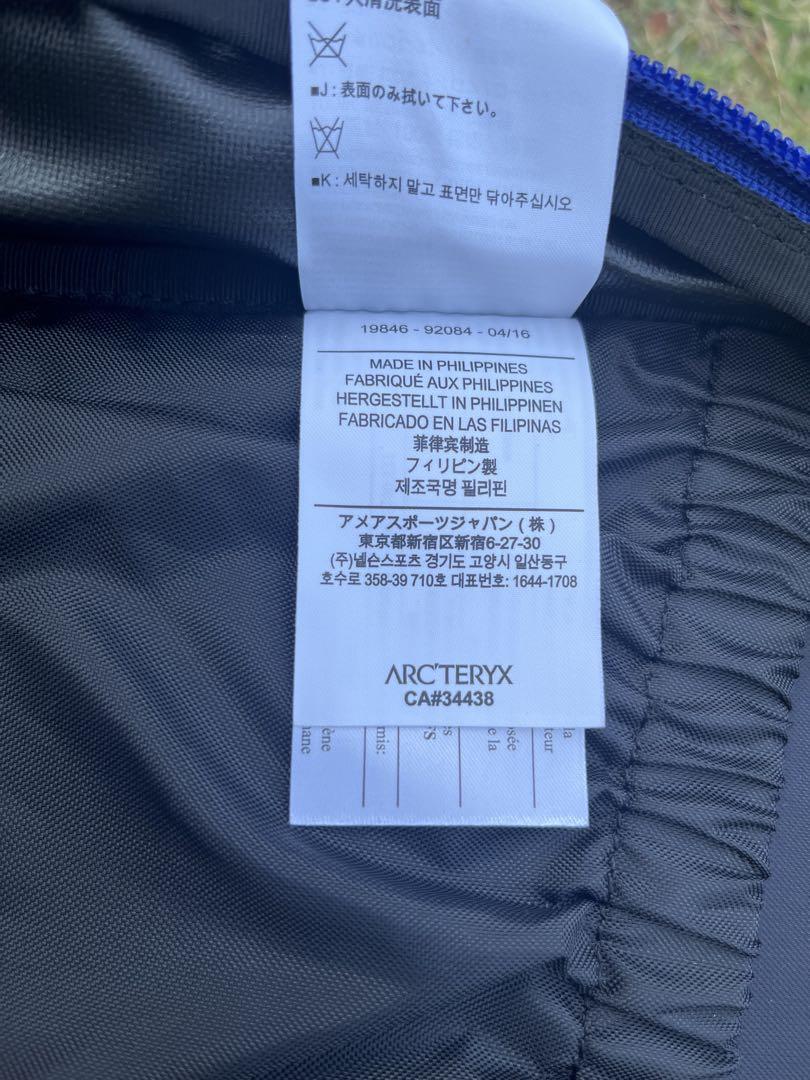 清洗表面
■J : 表面のみ拭いて下さい。
■K : 세탁하지 말고 표면만 닦아주십시오
19846 - 92084 - 04/16
MADE IN PHILIPPINES
FABRIQUÉ AUX PHILIPPINES
HERGESTELLT IN PHILIPPINEN
FABRICADO EN LAS FILIPINAS
菲律宾制造
フィリピン製
제조국명 필리핀
アメアスポーツジャパン ( 株 )
東京都新宿区新宿6-27-30
(주)넬슨스포츠 경기도 고양시 일산동구
호수로 358-39 710호 대표번호: 1644-1708
ARC'TERYX
CA#34438